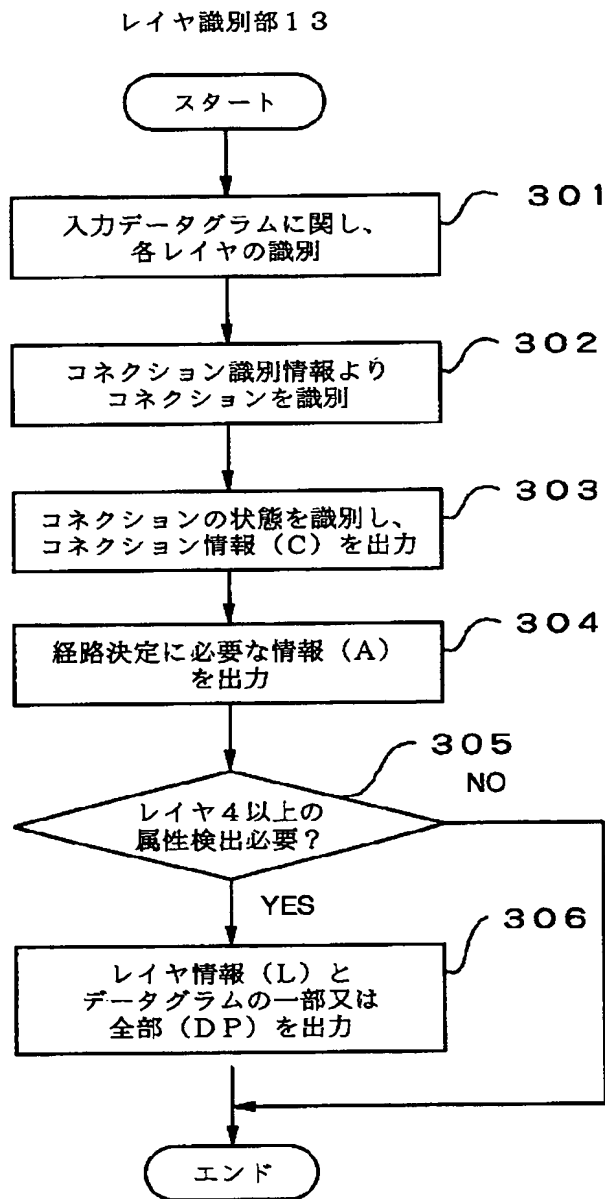 レイヤ識別部１３
スタート
301
入力データグラムに関し、
各レイヤの識別
302
コネクション識別情報より
コネクションを識別
303
コネクションの状態を識別し、
コネクション情報（Ｃ）を出力
304
経路決定に必要な情報（Ａ）
を出力
305
NO
レイヤ４以上の
属性検出必要？
YES
306
レイヤ情報（Ｌ）と
データグラムの一部又は
全部（ＤＰ）を出力
エンド